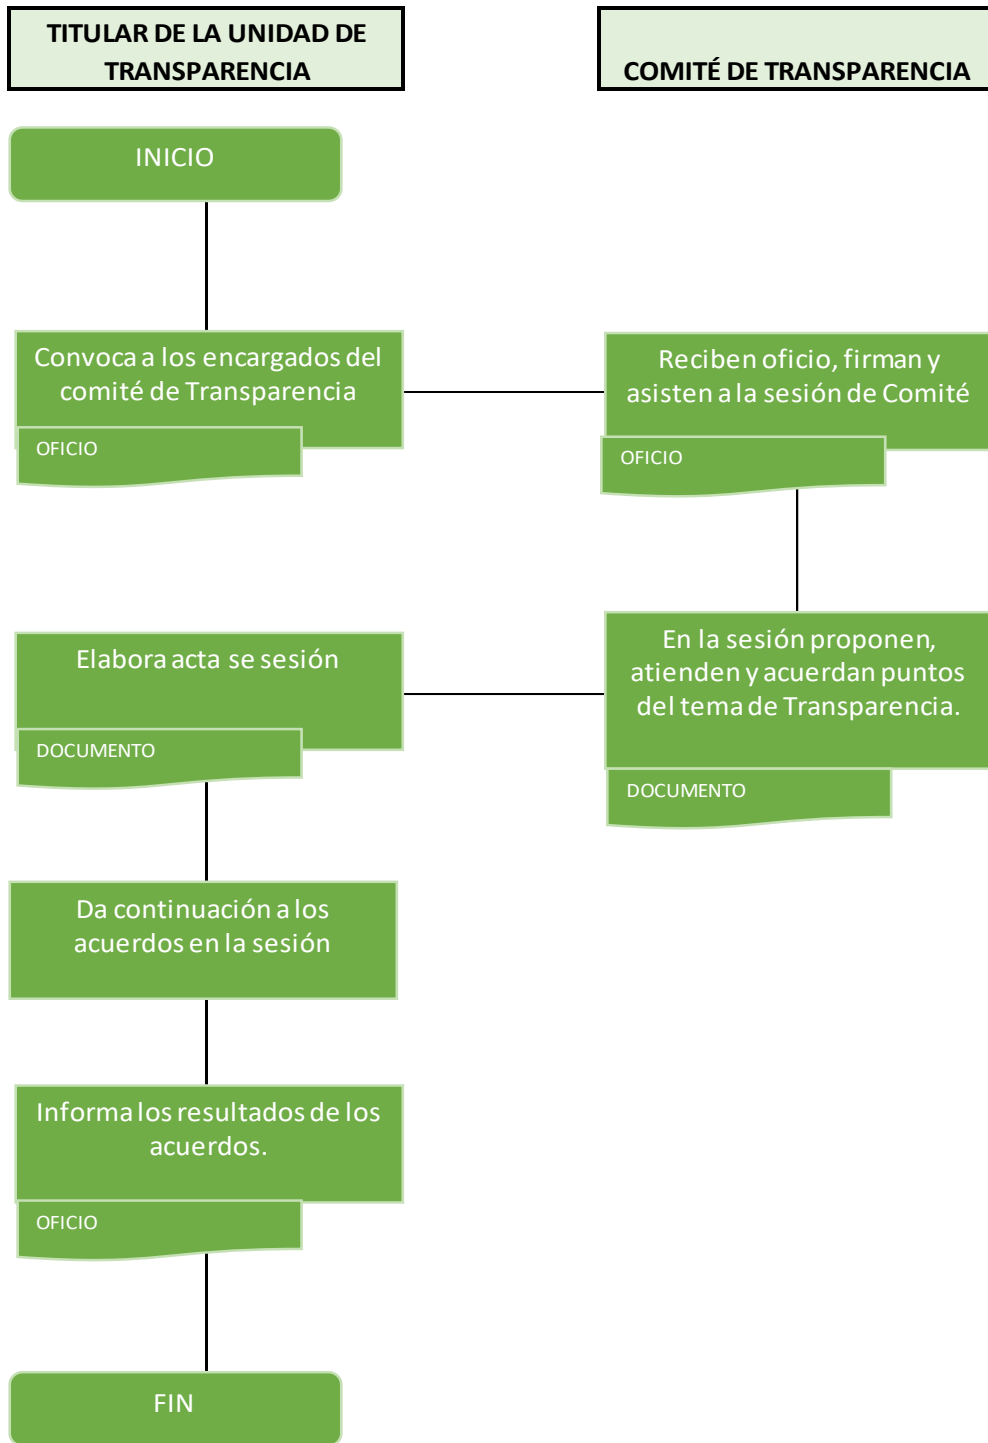 TITULAR DE LA UNIDAD DE
TRANSPARENCIA
COMITÉ DE TRANSPARENCIA
INICIO
Convoca a los encargados del
comité de Transparencia
OFICIO
Reciben oficio, firman y
asisten a la sesión de Comité
OFICIO
En la sesión proponen,
atienden y acuerdan puntos
del tema de Transparencia.
DOCUMENTO
Elabora acta se sesión
DOCUMENTO
Da continuación a los
acuerdos en la sesión
Informa los resultados de los
acuerdos.
OFICIO
FIN